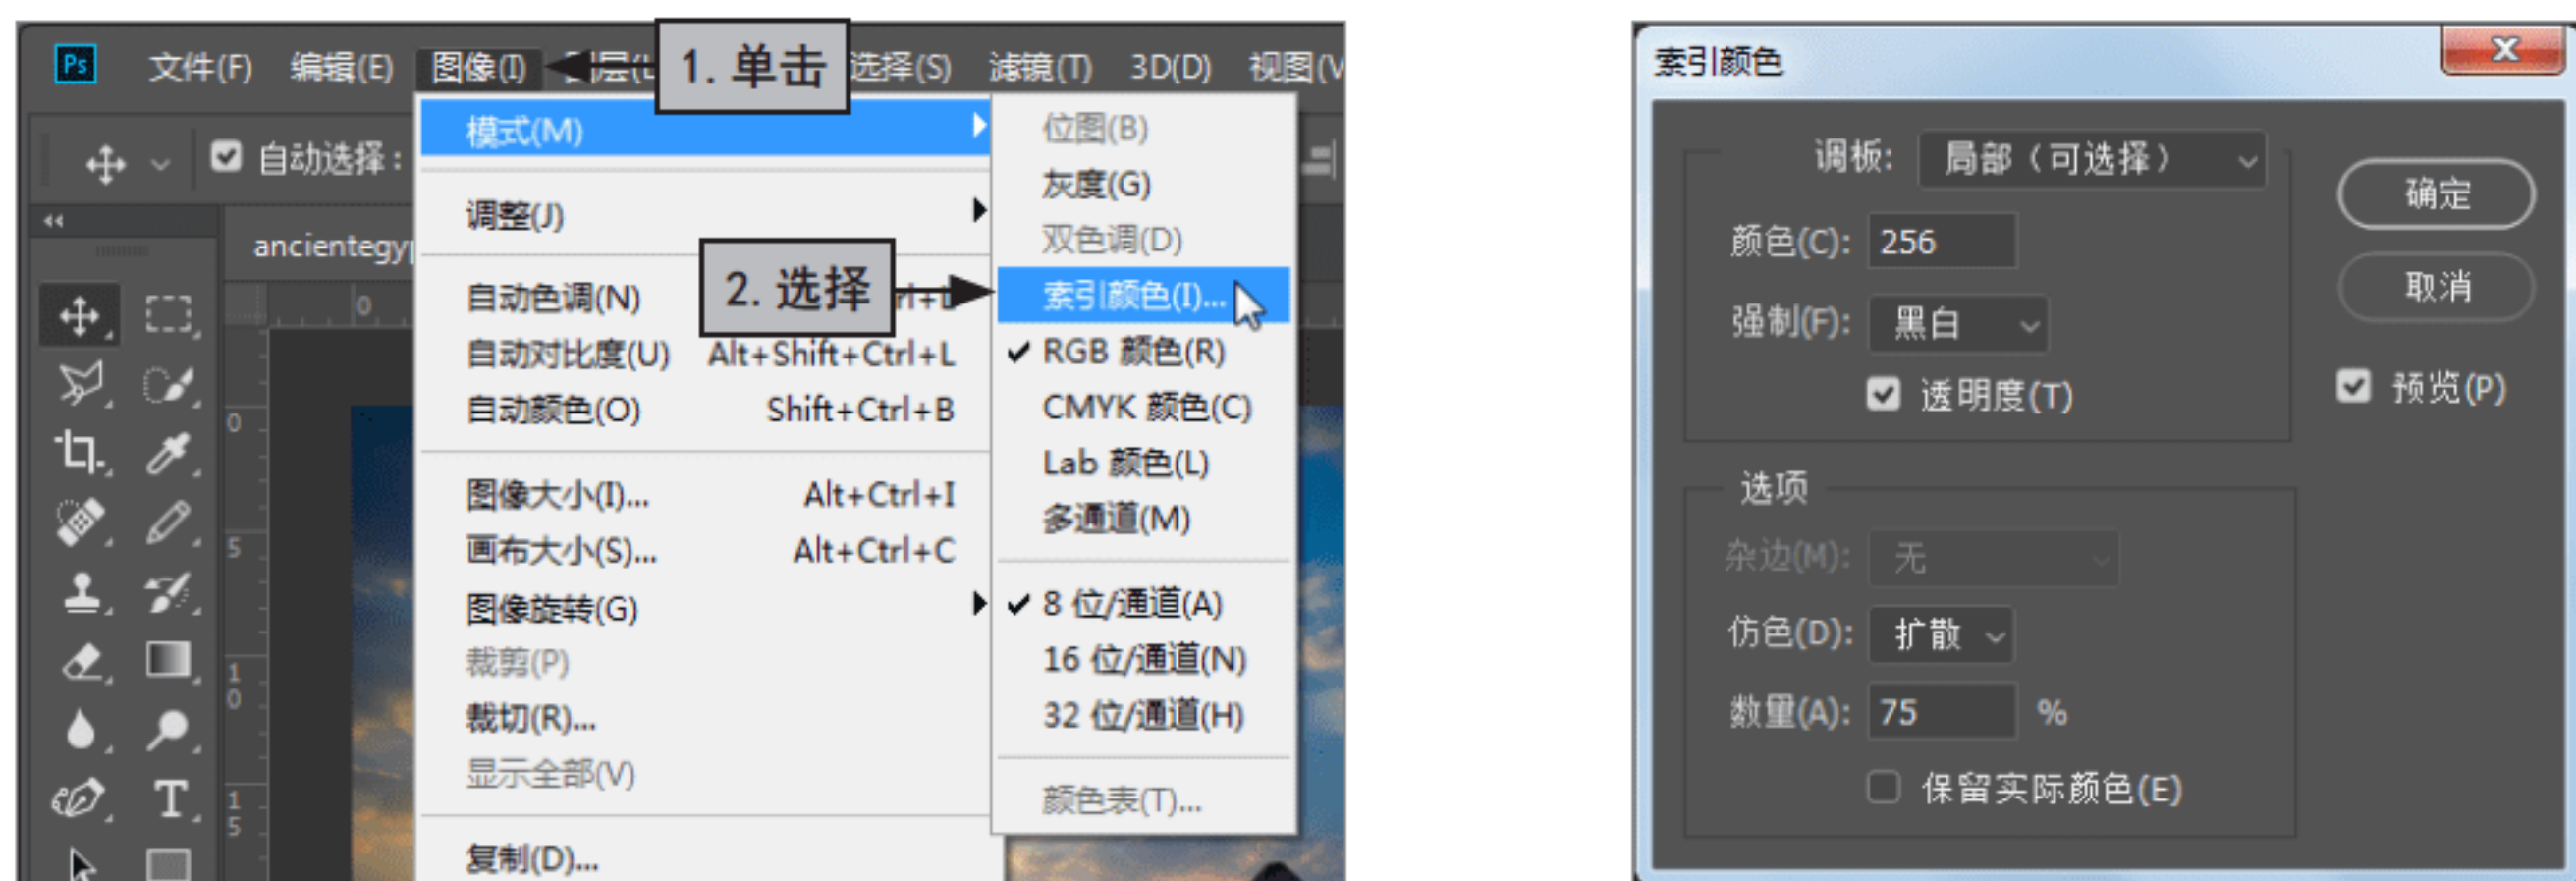 Ps 文件(F) 编辑(E) 图像(I) 选择(S) 滤镜(T) 3D(D) 视图(V
1. 单击
自动选择：
ancientegyp
模式(M)
调整(J)
自动色调(N)
自动对比度(U) Alt+Shift+Ctrl+L
自动颜色(O) Shift+Ctrl+B
图像大小(I)... Alt+Ctrl+I
画布大小(S)... Alt+Ctrl+C
图像旋转(G)
裁剪(P)
裁切(R)...
显示全部(V)
复制(D)...
2. 选择
位图(B)
灰度(G)
双色调(D)
索引颜色(I)...
RGB 颜色(R)
CMYK 颜色(C)
Lab 颜色(L)
多通道(M)
8 位/通道(A)
16 位/通道(N)
32 位/通道(H)
颜色表(T)...
0
0
5
10
15
索引颜色
调板: 局部（可选择）
颜色(C): 256
强制(F): 黑白
透明度(T)
选项
杂边(M): 无
仿色(D): 扩散
数量(A): 75 %
保留实际颜色(E)
确定
取消
预览(P)